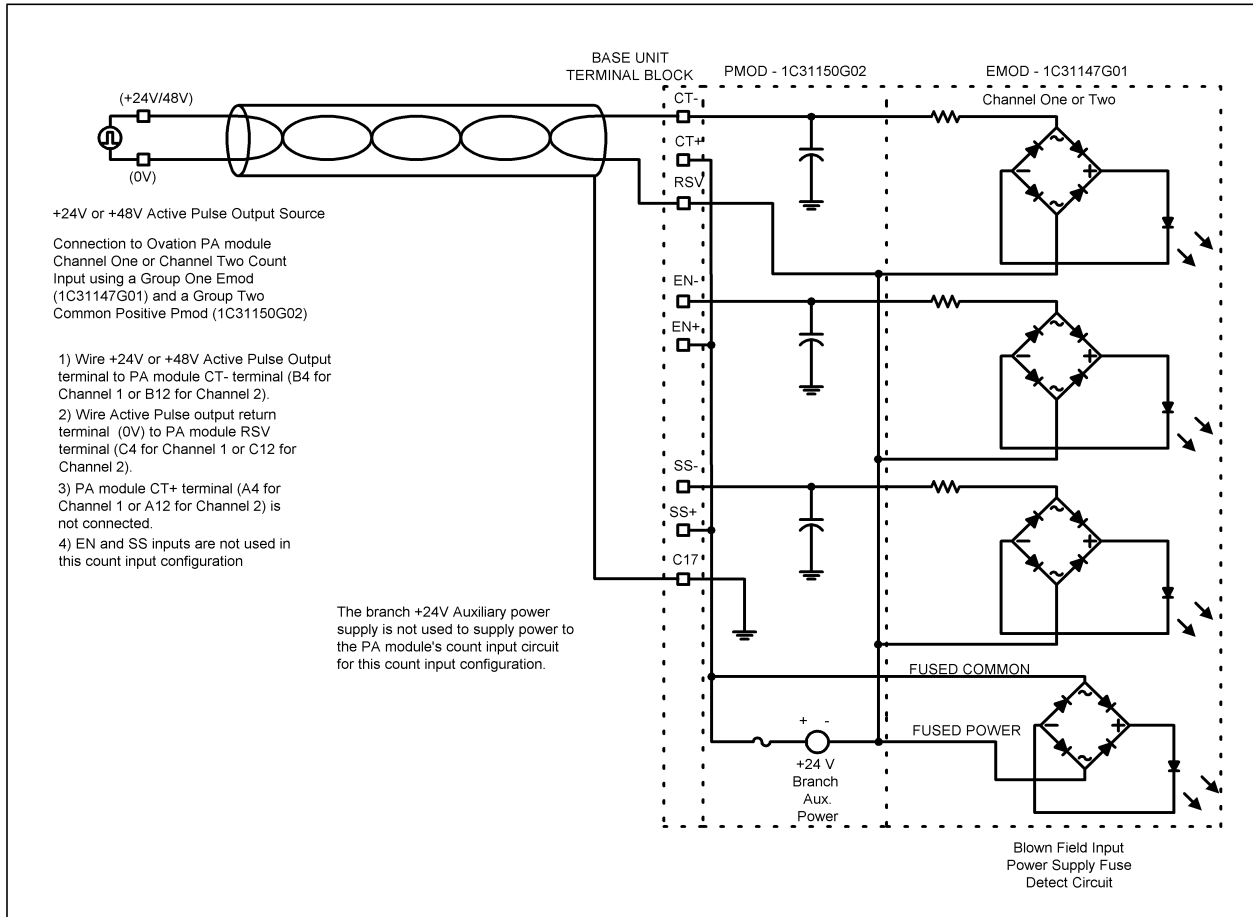 BASE UNIT
TERMINAL BLOCK
PMOD - 1C31150G02
EMOD - 1C31147G01
(+24V/48V)
CT-
Channel One or Two
CT+
(0V)
RSV
+24V or +48V Active Pulse Output Source
Connection to Ovation PA module
Channel One or Channel Two Count
Input using a Group One Emod
(1C31147G01) and a Group Two
Common Positive Pmod (1C31150G02)
EN-
EN+
1) Wire +24V or +48V Active Pulse Output
terminal to PA module CT- terminal (B4 for
Channel 1 or B12 for Channel 2).
2) Wire Active Pulse output return
terminal (0V) to PA module RSV
terminal (C4 for Channel 1 or C12 for
Channel 2).
3) PA module CT+ terminal (A4 for
Channel 1 or A12 for Channel 2) is
not connected.
4) EN and SS inputs are not used in
this count input configuration
SS-
SS+
C17
The branch +24V Auxiliary power
supply is not used to supply power to
the PA module's count input circuit
for this count input configuration.
FUSED COMMON
FUSED POWER
+ -
+24 V
Branch
Aux.
Power
Blown Field Input
Power Supply Fuse
Detect Circuit